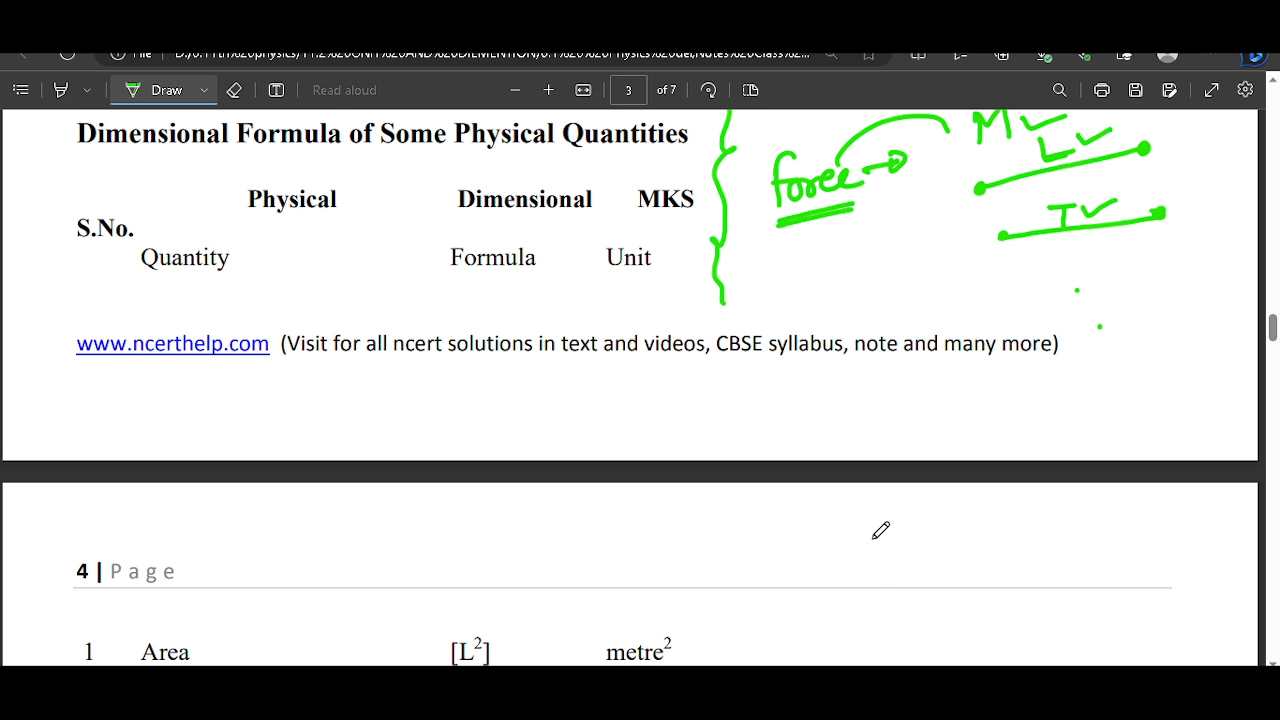 Draw
Read aloud
3
of 7
Dimensional Formula of Some Physical Quantities
M
L
force
T
Physical Dimensional MKS
S.No.
Quantity Formula Unit
www.ncerthelp.com (Visit for all ncert solutions in text and videos, CBSE syllabus, note and many more)
4 | Page
1 Area [L²] metre²